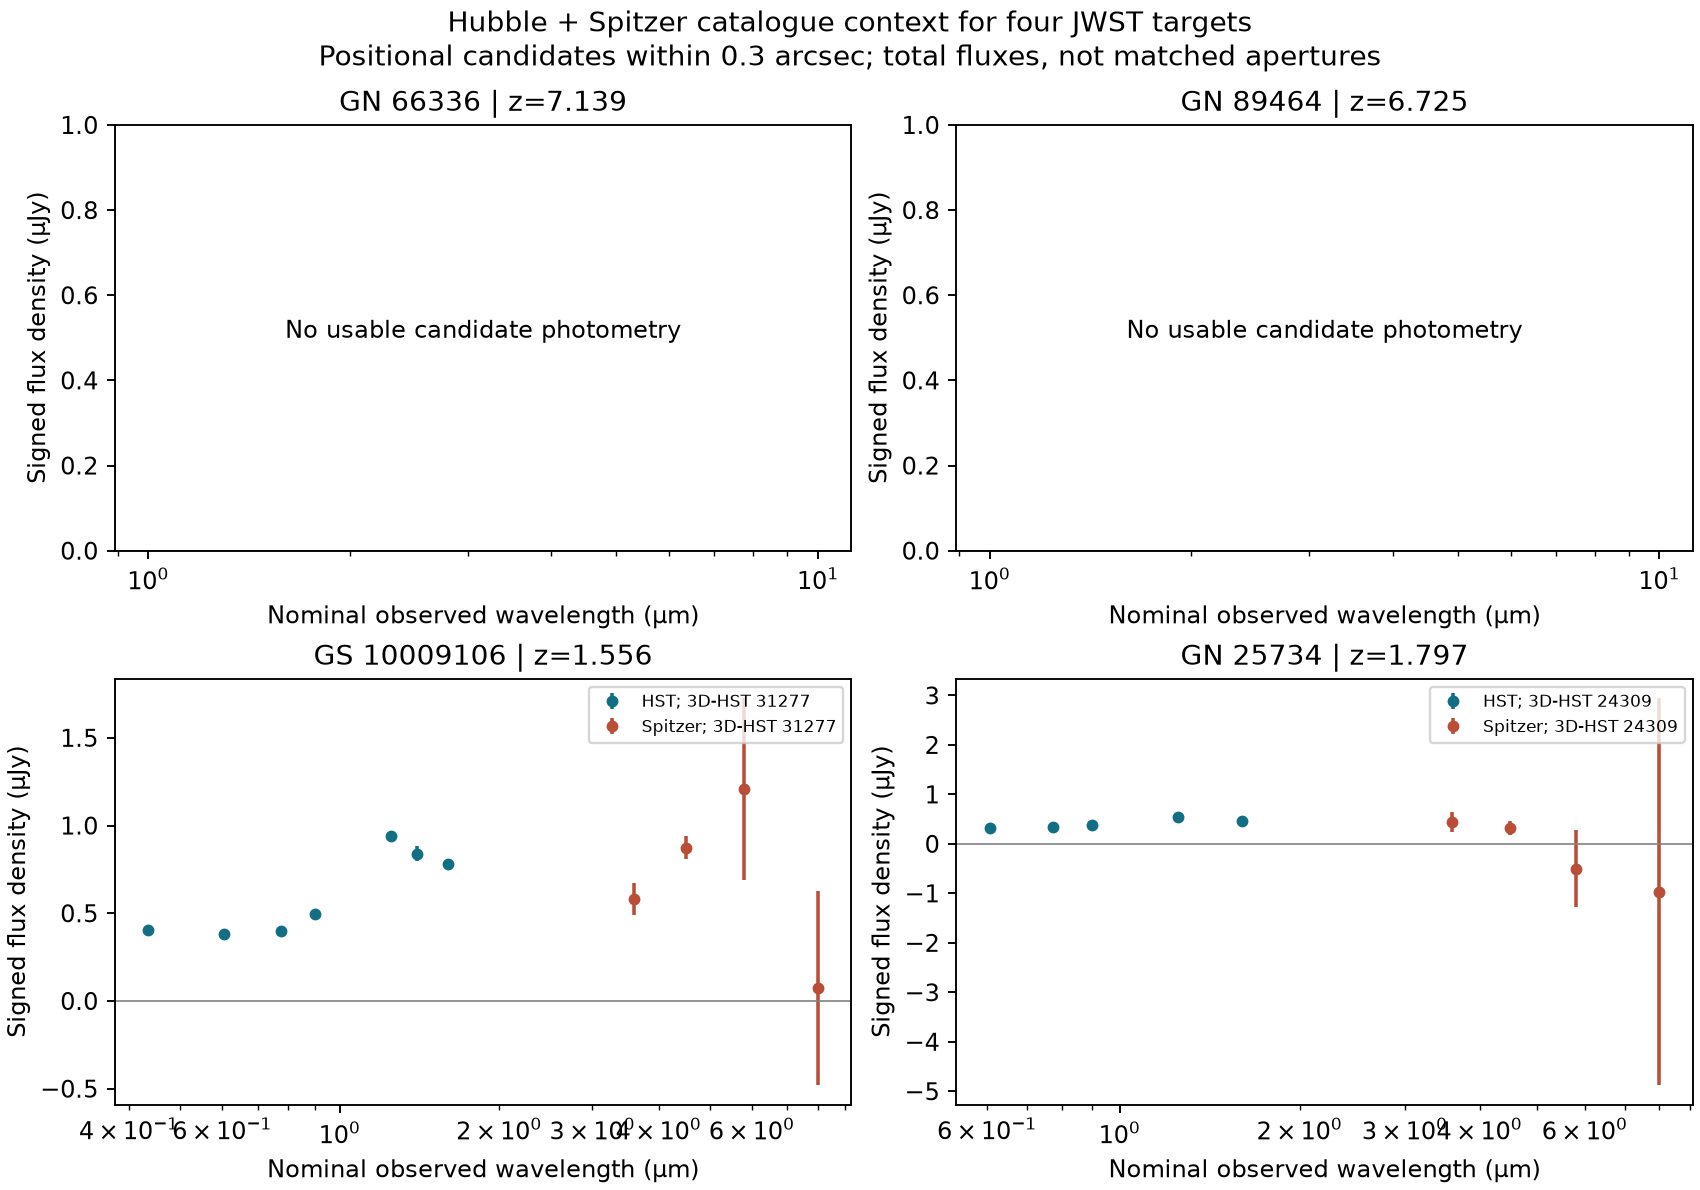 Hubble + Spitzer catalogue context for four JWST targets
Positional candidates within 0.3 arcsec; total fluxes, not matched apertures
GN 66336 | z=7.139
1.0
0.8
0.6
0.4
0.2
0.0
Signed flux density (µJy)
No usable candidate photometry
10⁰
10¹
Nominal observed wavelength (µm)
GN 89464 | z=6.725
1.0
0.8
0.6
0.4
0.2
0.0
Signed flux density (µJy)
No usable candidate photometry
10⁰
10¹
Nominal observed wavelength (µm)
GS 10009106 | z=1.556
HST; 3D-HST 31277
Spitzer; 3D-HST 31277
1.5
1.0
0.5
0.0
−0.5
Signed flux density (µJy)
4 × 10⁻¹
6 × 10⁻¹
10⁰
2 × 10⁰
3 × 10⁰
4 × 10⁰
6 × 10⁰
Nominal observed wavelength (µm)
GN 25734 | z=1.797
HST; 3D-HST 24309
Spitzer; 3D-HST 24309
3
2
1
0
−1
−2
−3
−4
−5
Signed flux density (µJy)
6 × 10⁻¹
10⁰
2 × 10⁰
3 × 10⁰
4 × 10⁰
6 × 10⁰
Nominal observed wavelength (µm)